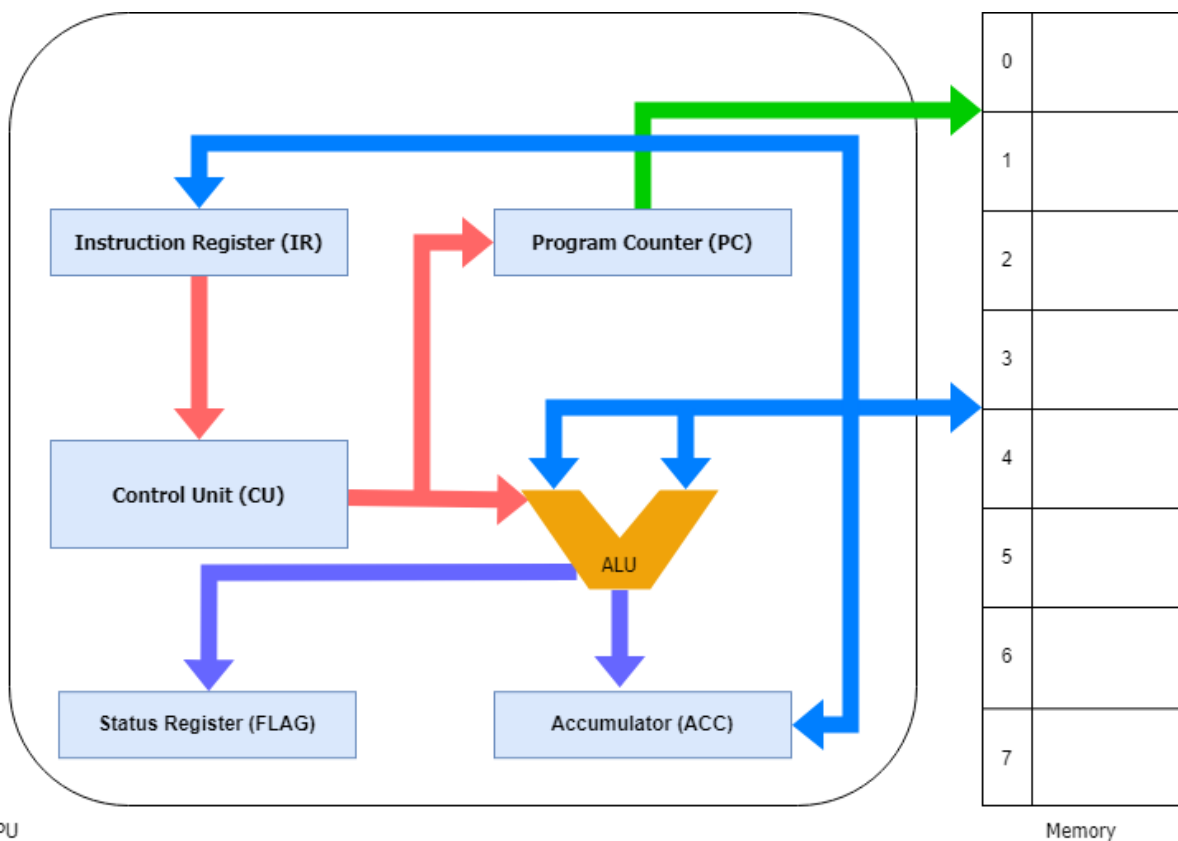 0
1
Instruction Register (IR)
Program Counter (PC)
2
3
4
Control Unit (CU)
5
ALU
6
Status Register (FLAG)
Accumulator (ACC)
7
PU
Memory